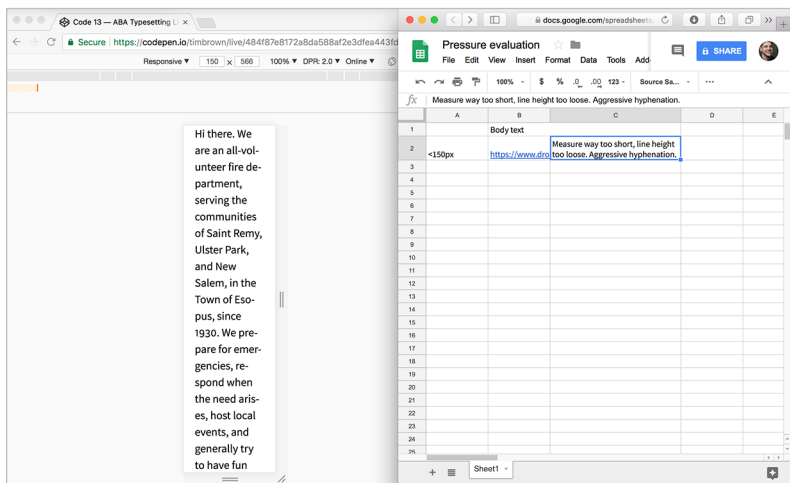 Code 13 — ABA Typesetting Li
Secure
https://codepen.io/timbrown/live/484f87e8172a8da588af2e3dfea443fd
Responsive ▼ 150 × 566 100% ▼ DPR: 2.0 ▼ Online ▼
Hi there. We
are an all-vol-
unteer fire de-
partment,
serving the
communities
of Saint Remy,
Ulster Park,
and New
Salem, in the
Town of Eso-
pus, since
1930. We pre-
pare for emer-
gencies, re-
spond when
the need aris-
es, host local
events, and
generally try
to have fun
docs.google.com/spreadsheets
Pressure evaluation
File Edit View Insert Format Data Tools Add-
SHARE
100% $ % .0 .00 123 Source Sa... ...
fx Measure way too short, line height too loose. Aggressive hyphenation.
A B C D E
1 Body text
2 <150px https://www.dro Measure way too short, line height
too loose. Aggressive hyphenation.
3
4
5
6
7
8
9
10
11
12
13
14
15
16
17
18
19
20
21
22
23
24
25
Sheet1